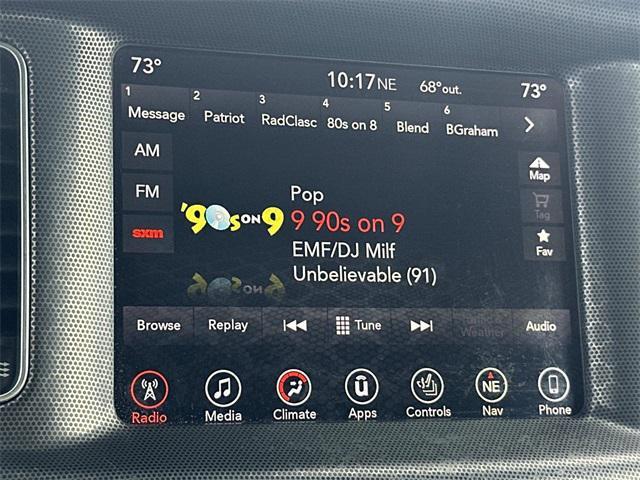 73°
10:17NE
68°out.
73°
1 Message
2 Patriot
3 RadClasc
4 80s on 8
5 Blend
6 BGraham
AM
FM
sxm
'90s ON 9
Pop
9 90s on 9
EMF/DJ Milf
Unbelievable (91)
Map
Tag
Fav
Browse
Replay
Tune
Weather
Audio
Radio
Media
Climate
Apps
Controls
NE
Nav
Phone